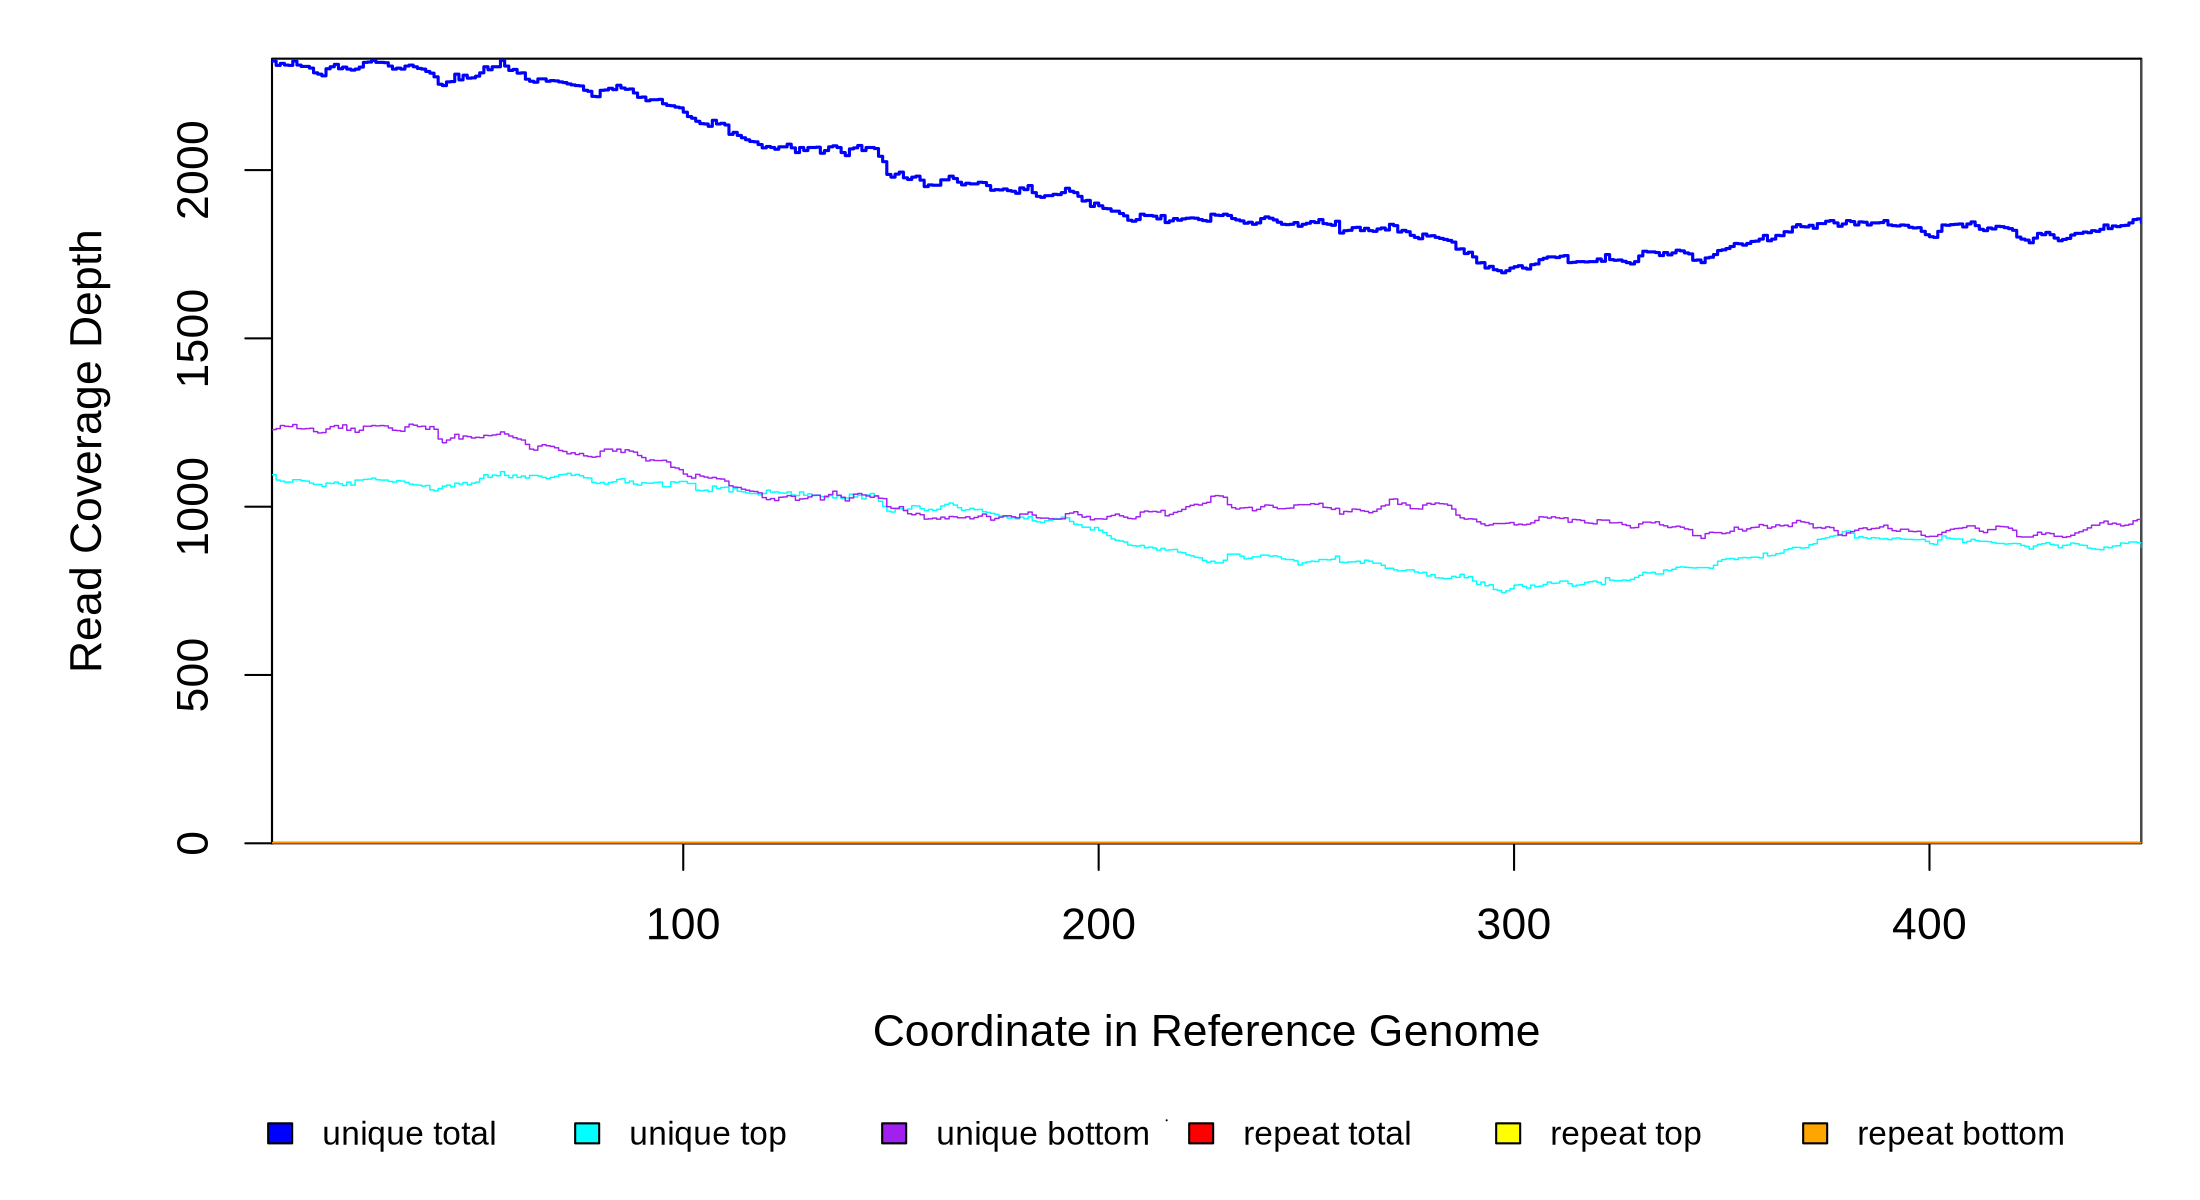 Read Coverage Depth
2000
1500
1000
500
0
100 200 300 400
Coordinate in Reference Genome
unique total unique top unique bottom repeat total repeat top repeat bottom